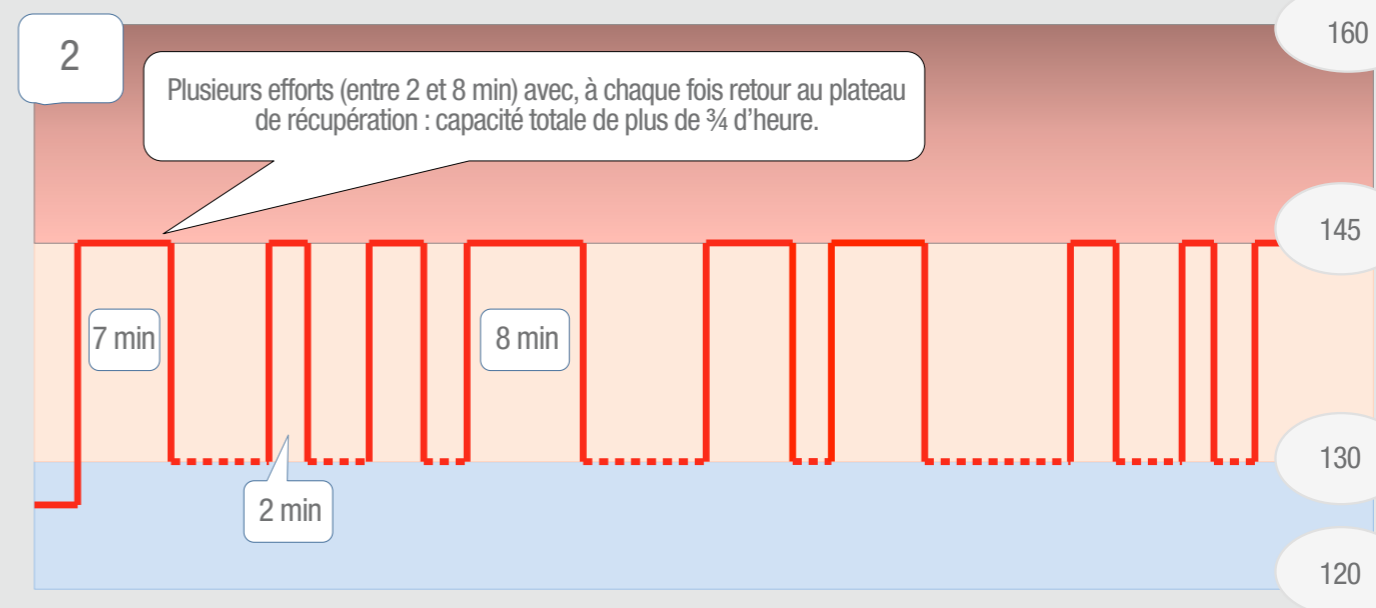 2
160
Plusieurs efforts (entre 2 et 8 min) avec, à chaque fois retour au plateau
de récupération : capacité totale de plus de ¾ d’heure.
145
7 min
8 min
130
2 min
120